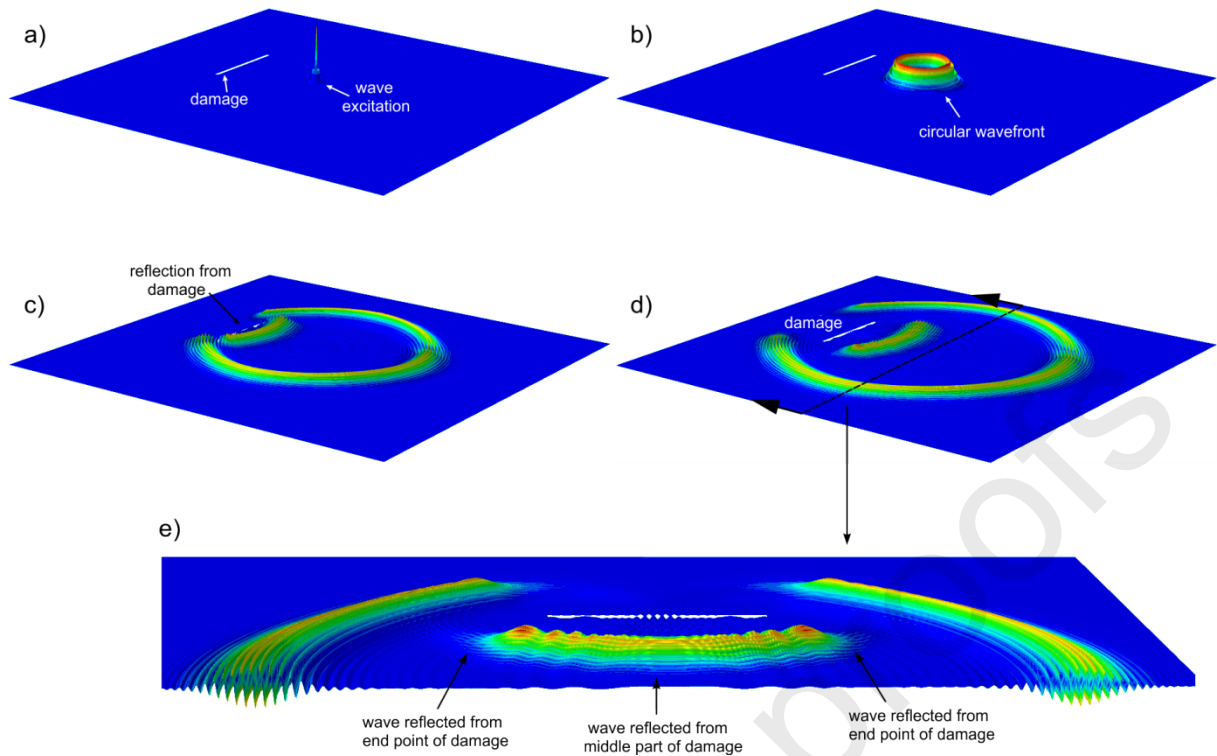 a)
damage
wave
excitation
b)
circular wavefront
c)
reflection from
damage
d)
damage
e)
wave reflected from
end point of damage
wave reflected from
middle part of damage
wave reflected from
end point of damage
proofs